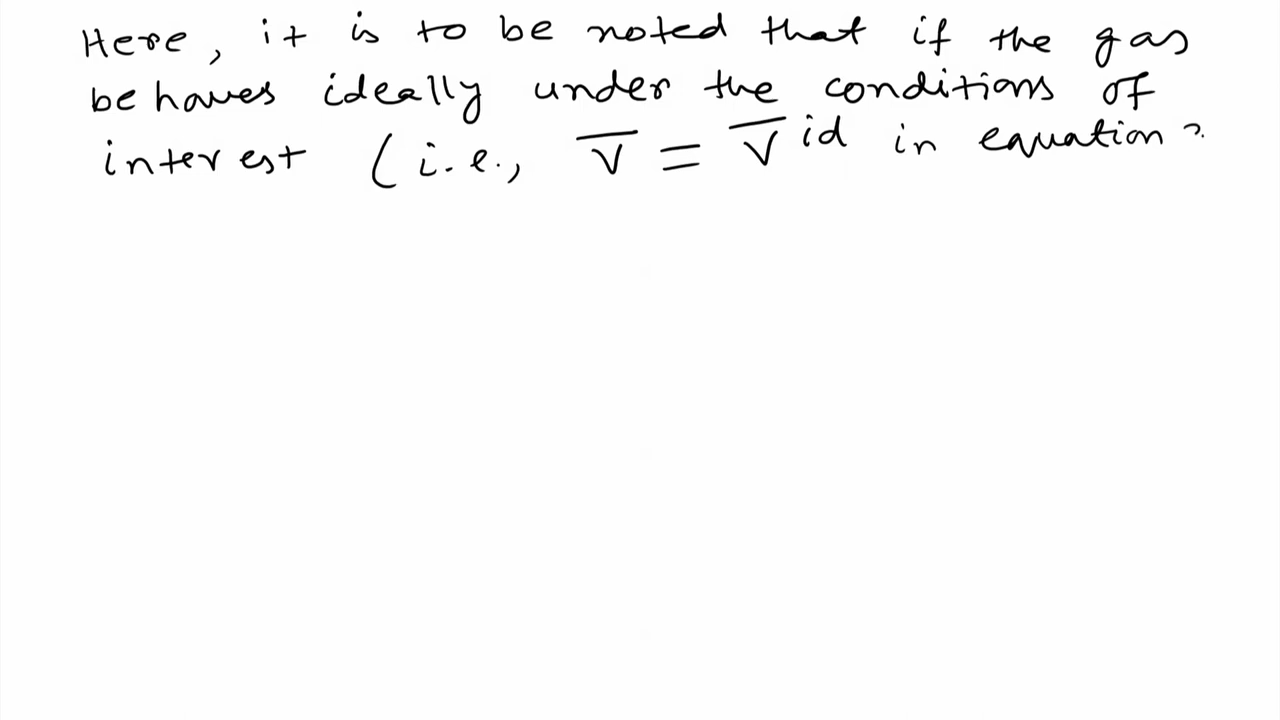 Here, it is to be noted that if the gas
behaves ideally under the conditions of
interest (i.e., V̅ = V̅ id in equation